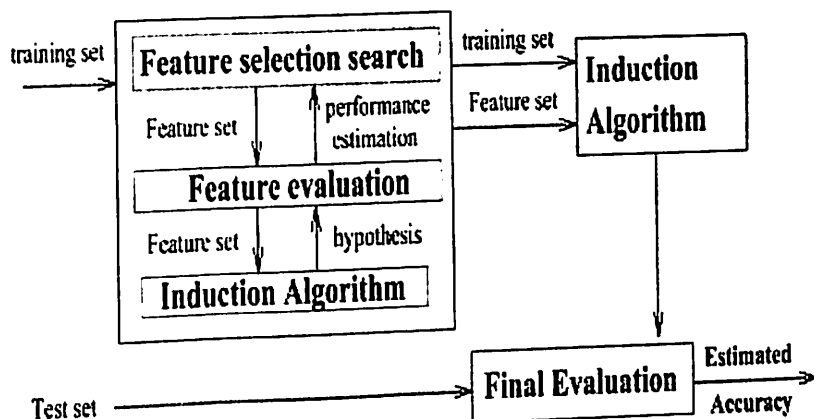 training set
Feature selection search
Feature set
performance
estimation
Feature evaluation
Feature set
hypothesis
Induction Algorithm
training set
Feature set
Induction
Algorithm
Test set
Final Evaluation
Estimated
Accuracy